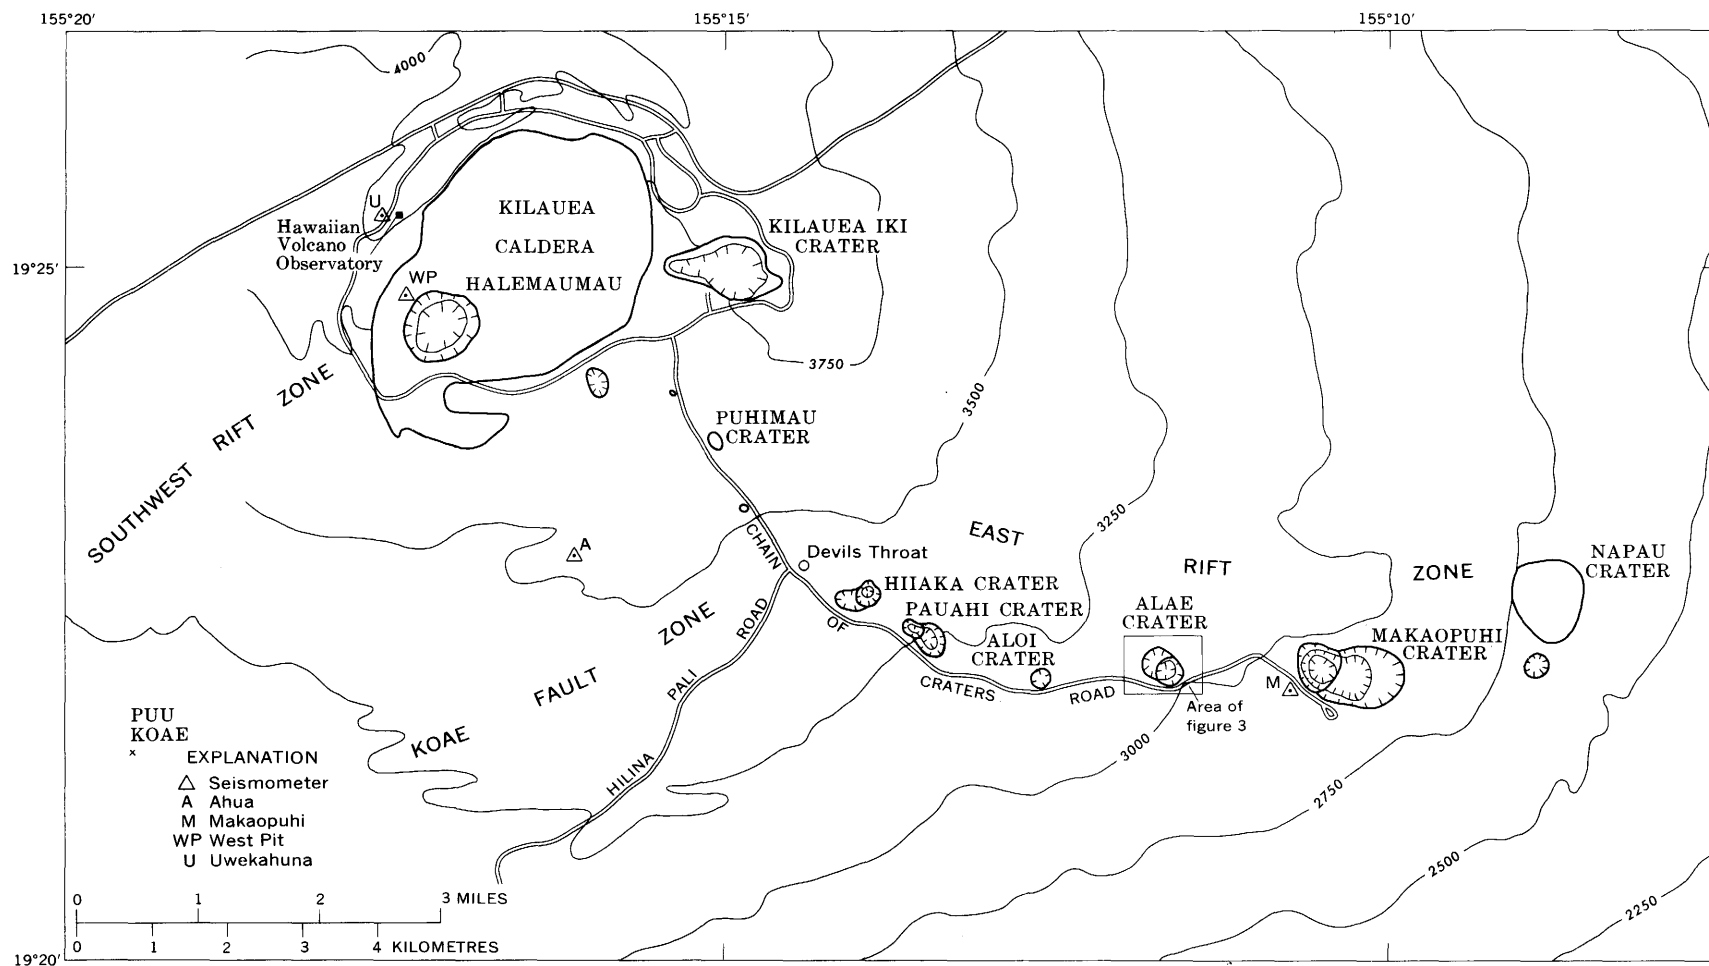 155°20'
155°15'
155°10'
4000
U
Hawaiian
Volcano
Observatory
KILAUEA
CALDERA
HALEMAUMAU
WP
KILAUEA IKI
CRATER
19°25'
3750
3500
3250
SOUTHWEST RIFT ZONE
PUHIMAU
CRATER
A
CHAIN OF CRATERS ROAD
Devils Throat
EAST RIFT ZONE
HIIAKA CRATER
PAUAHI CRATER
ALOI
CRATER
ALAE
CRATER
MAKAOPUHI
CRATER
NAPAU
CRATER
M
Area of
figure 3
KOAE FAULT ZONE
HILINA PALI ROAD
3000
2750
2500
2250
PUU
KOAE
x
EXPLANATION
Seismometer
A Ahua
M Makaopuhi
WP West Pit
U Uwekahuna
0 1 2 3 MILES
0 1 2 3 4 KILOMETRES
19°20'